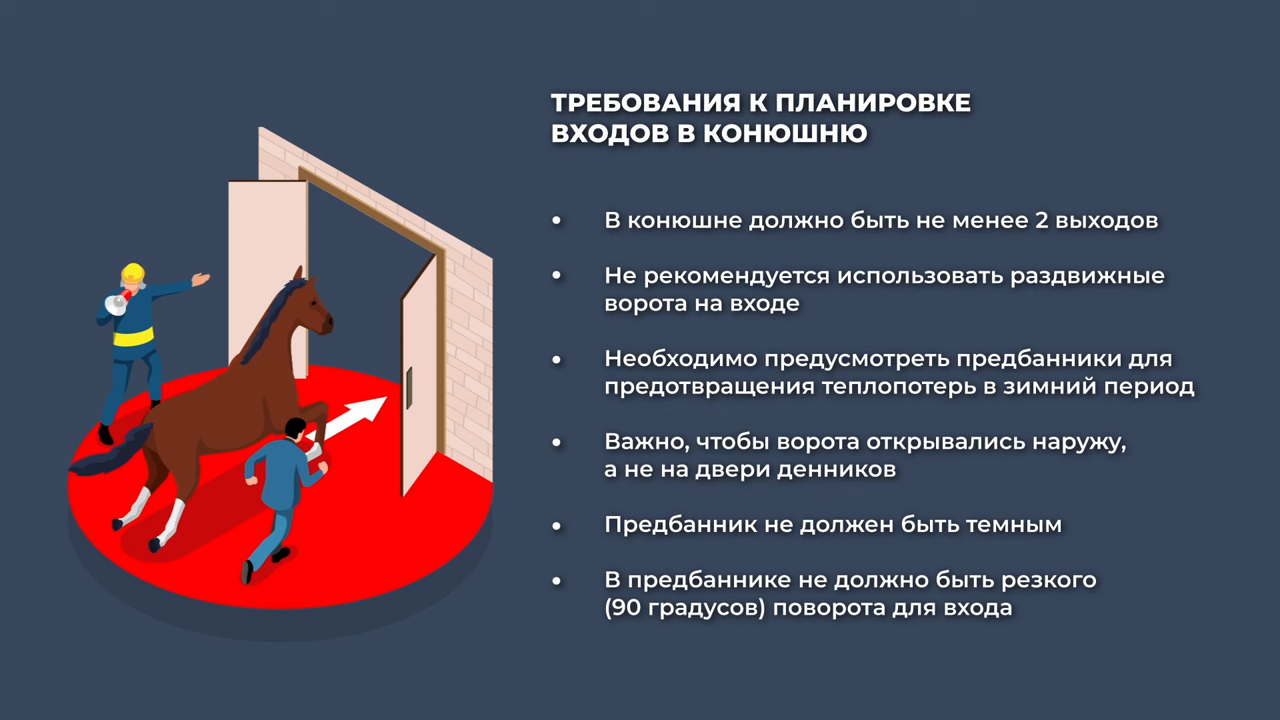 ТРЕБОВАНИЯ К ПЛАНИРОВКЕ
ВХОДОВ В КОНЮШНЮ
• В конюшне должно быть не менее 2 выходов
• Не рекомендуется использовать раздвижные
ворота на входе
• Необходимо предусмотреть предбанники для
предотвращения теплопотерь в зимний период
• Важно, чтобы ворота открывались наружу,
а не на двери денников
• Предбанник не должен быть темным
• В предбаннике не должно быть резкого
(90 градусов) поворота для входа